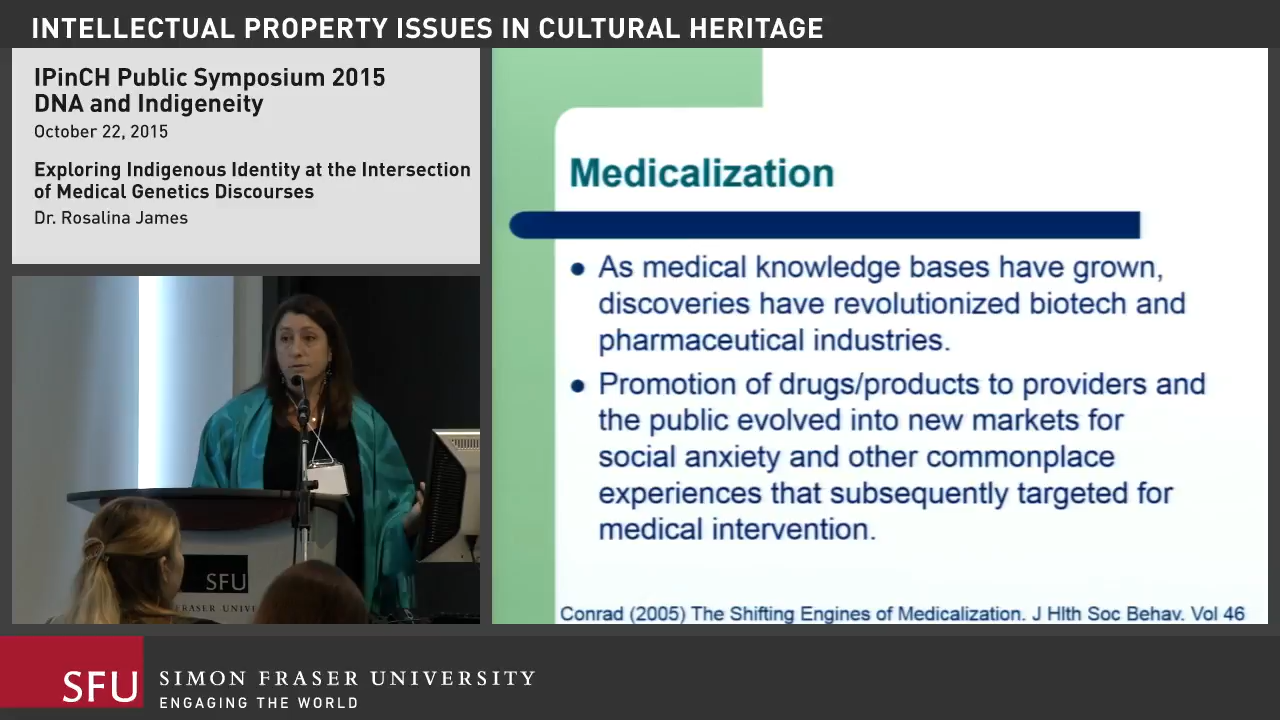 INTELLECTUAL PROPERTY ISSUES IN CULTURAL HERITAGE
IPinCH Public Symposium 2015
DNA and Indigeneity
October 22, 2015
Exploring Indigenous Identity at the Intersection
of Medical Genetics Discourses
Dr. Rosalina James
Medicalization
• As medical knowledge bases have grown,
discoveries have revolutionized biotech and
pharmaceutical industries.
• Promotion of drugs/products to providers and
the public evolved into new markets for
social anxiety and other commonplace
experiences that subsequently targeted for
medical intervention.
Conrad (2005) The Shifting Engines of Medicalization. J Hlth Soc Behav. Vol 46
SFU
SFU
SIMON FRASER UNIVERSITY
ENGAGING THE WORLD